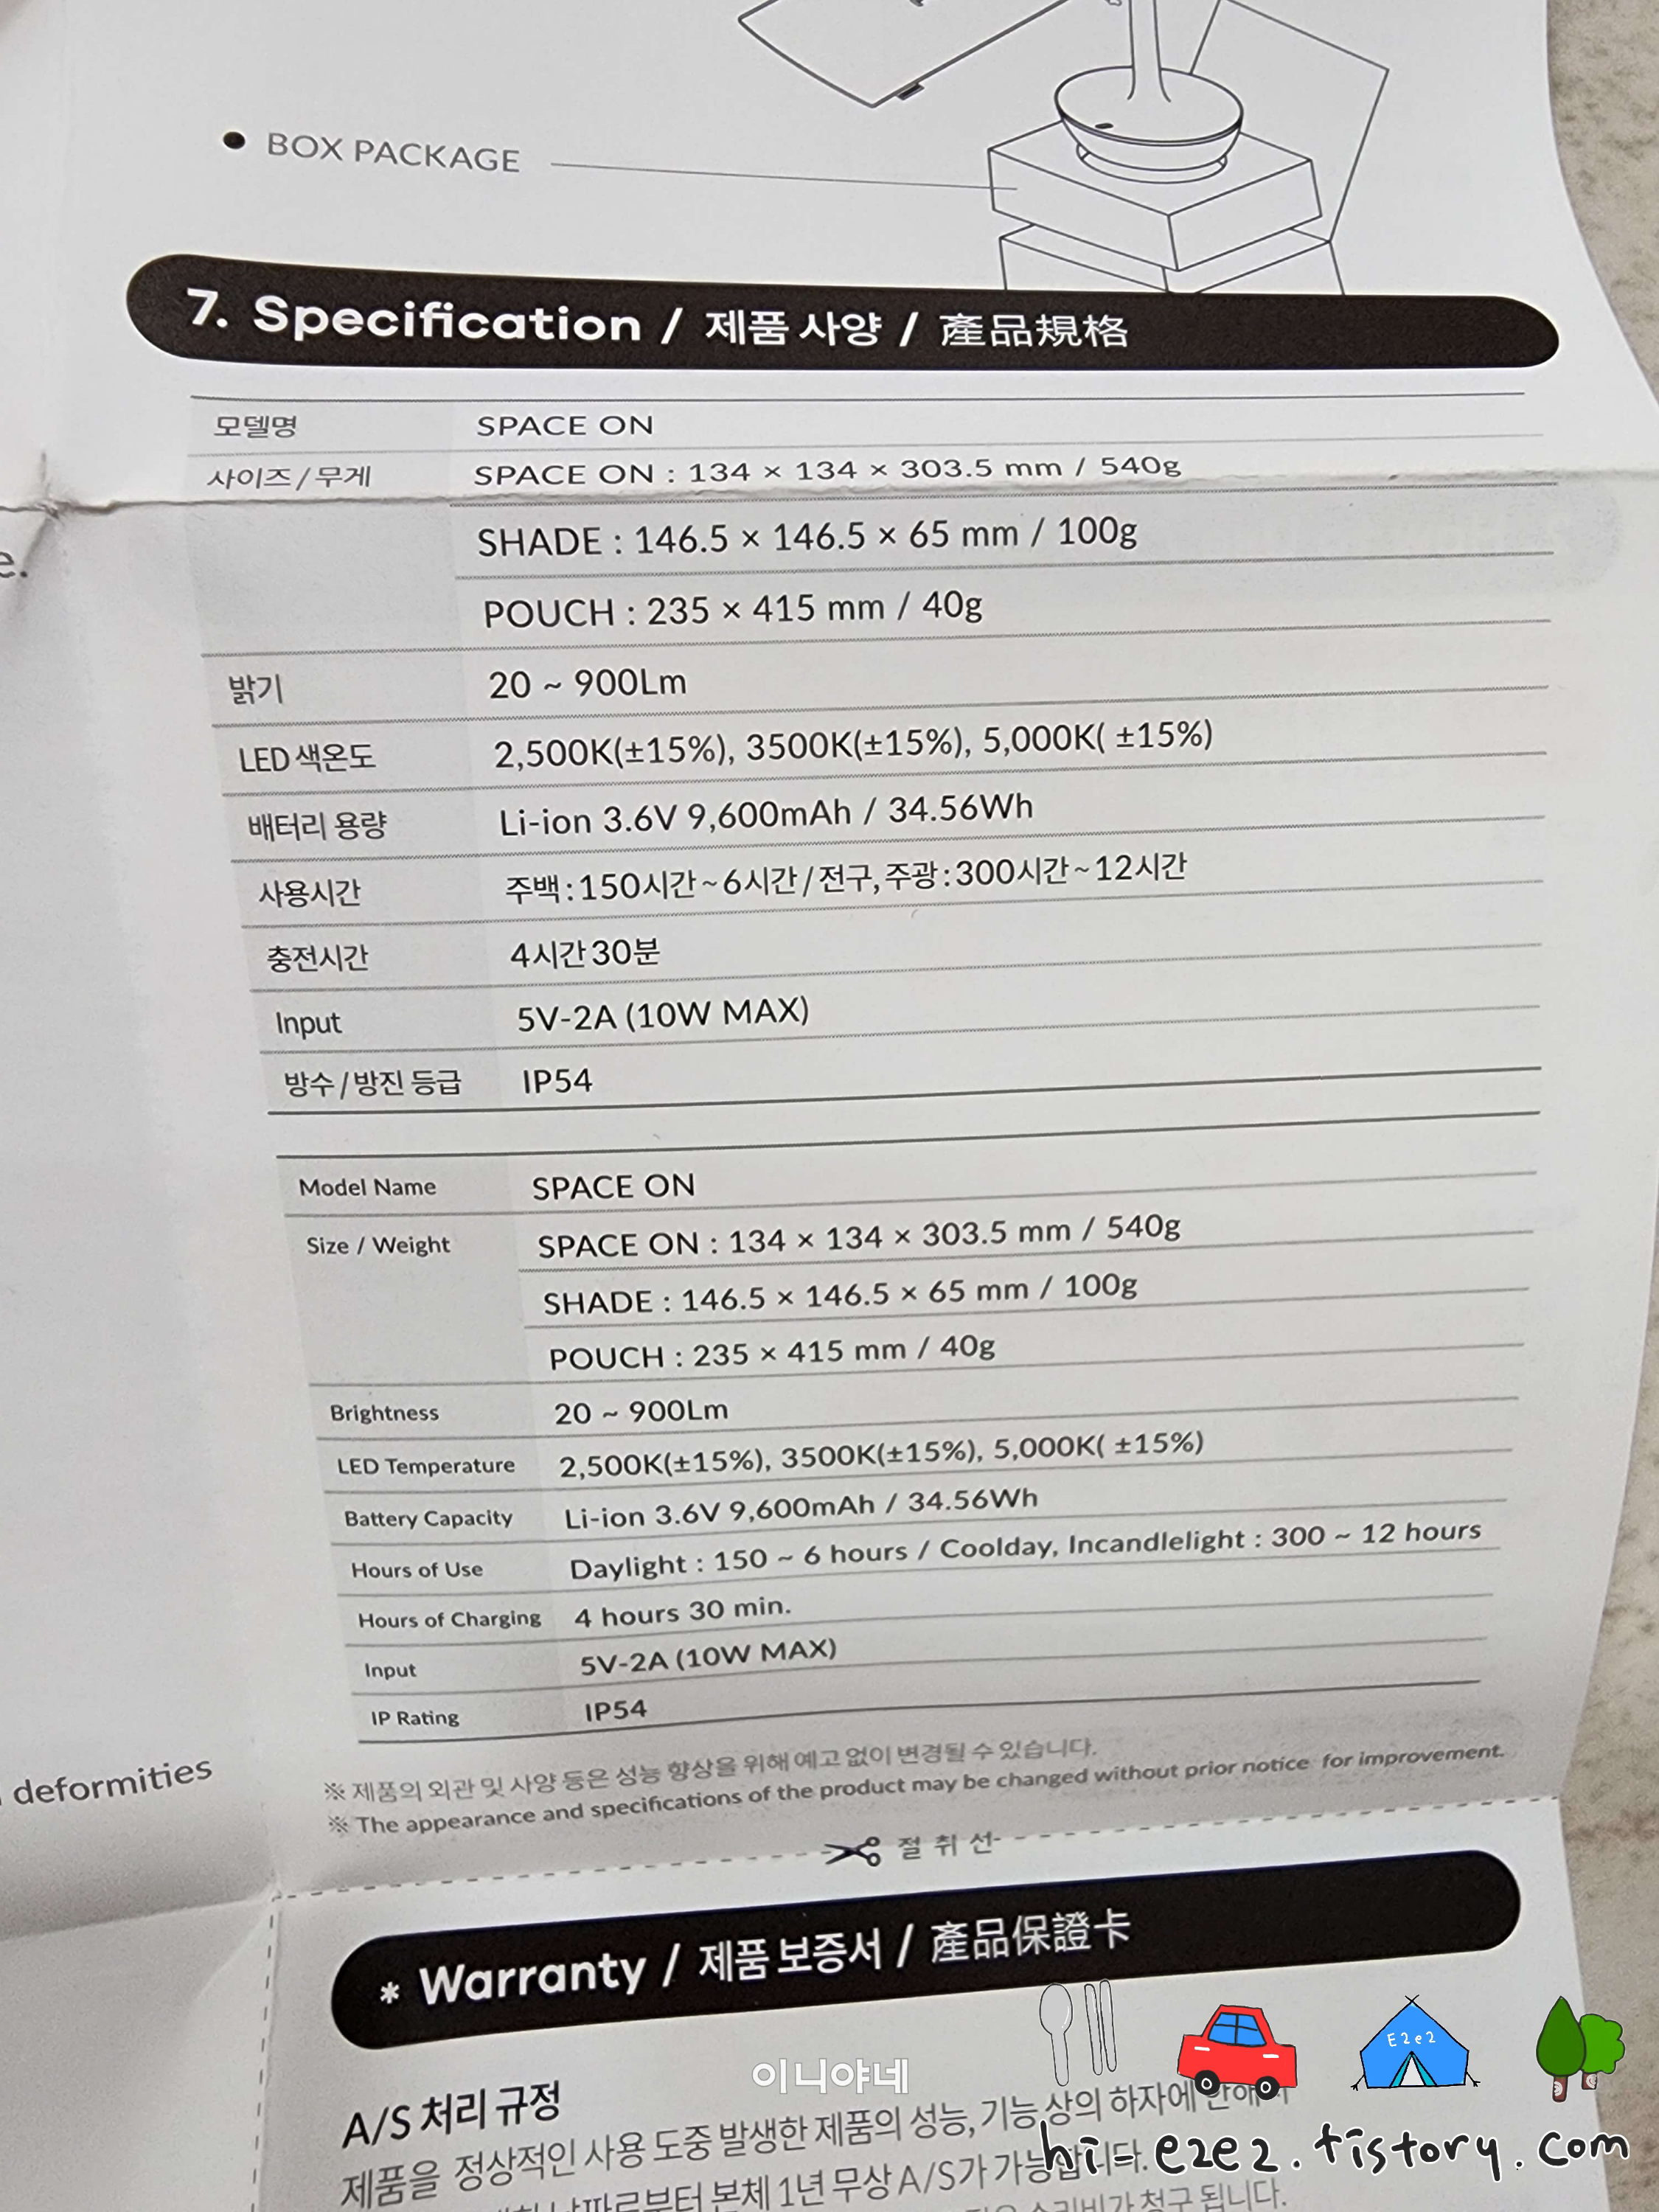 BOX PACKAGE
7. Specification / 제품 사양 / 產品規格
모델명 SPACE ON
사이즈 / 무게 SPACE ON : 134 × 134 × 303.5 mm / 540g
SHADE : 146.5 × 146.5 × 65 mm / 100g
POUCH : 235 × 415 mm / 40g
밝기 20 ~ 900Lm
LED 색온도 2,500K(±15%), 3500K(±15%), 5,000K( ±15%)
배터리 용량 Li-ion 3.6V 9,600mAh / 34.56Wh
사용시간 주백 : 150시간 ~ 6시간 / 전구, 주광 : 300시간 ~ 12시간
충전시간 4시간 30분
Input 5V-2A (10W MAX)
방수 / 방진 등급 IP54
Model Name SPACE ON
Size / Weight SPACE ON : 134 × 134 × 303.5 mm / 540g
SHADE : 146.5 × 146.5 × 65 mm / 100g
POUCH : 235 × 415 mm / 40g
Brightness 20 ~ 900Lm
LED Temperature 2,500K(±15%), 3500K(±15%), 5,000K( ±15%)
Battery Capacity Li-ion 3.6V 9,600mAh / 34.56Wh
Hours of Use Daylight : 150 ~ 6 hours / Coolday, Incandlelight : 300 ~ 12 hours
Hours of Charging 4 hours 30 min.
Input 5V-2A (10W MAX)
IP Rating IP54
deformities
※ 제품의 외관 및 사양 등은 성능 향상을 위해 예고 없이 변경될 수 있습니다.
※ The appearance and specifications of the product may be changed without prior notice for improvement.
절 취 선
* Warranty / 제품 보증서 / 產品保證卡
E2e2
이니야네
A/S 처리 규정
제품을 정상적인 사용 도중 발생한 제품의 성능, 기능 상의 하자에
본체 1년 무상 A/S가 가능합니다.
hi-e2e2.tistory.com
청구 됩니다.